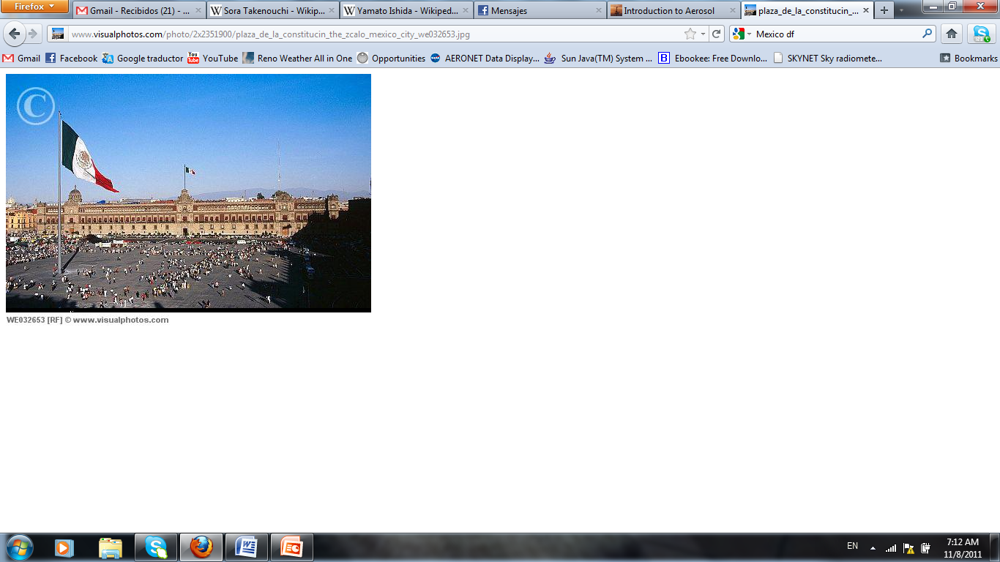 Firefox
Gmail - Recibidos (21) - ...
Sora Takenouchi - Wikip...
Yamato Ishida - Wikiped...
Mensajes
Introduction to Aerosol
plaza_de_la_constitucin_...
www.visualphotos.com/photo/2x2351900/plaza_de_la_constitucin_the_zcalo_mexico_city_we032653.jpg
Mexico df
Gmail
Facebook
Google traductor
YouTube
Reno Weather All in One
Opportunities
AERONET Data Display...
Sun Java(TM) System ...
Ebookee: Free Downlo...
SKYNET Sky radiomete...
Bookmarks
©
WE032653 [RF] © www.visualphotos.com
EN
7:12 AM
11/8/2011